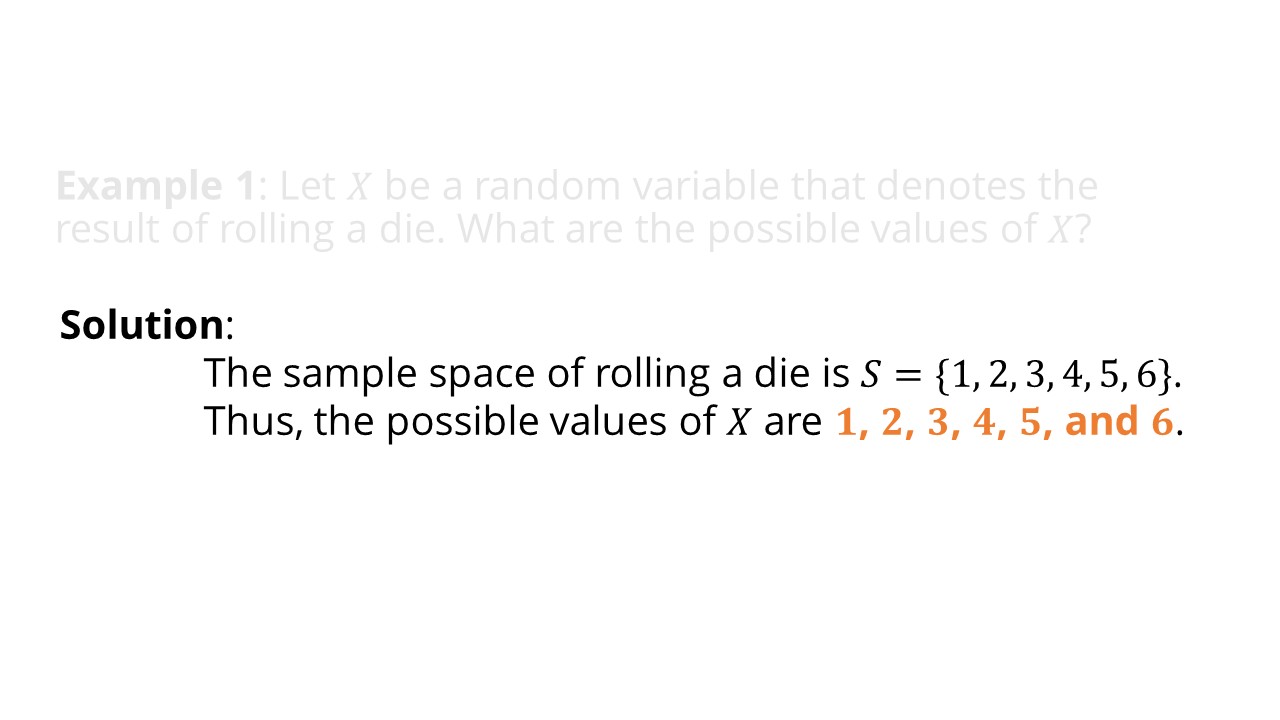 Example 1: Let X be a random variable that denotes the
result of rolling a die. What are the possible values of X?
Solution:
The sample space of rolling a die is S = {1, 2, 3, 4, 5, 6}.
Thus, the possible values of X are 1, 2, 3, 4, 5, and 6.